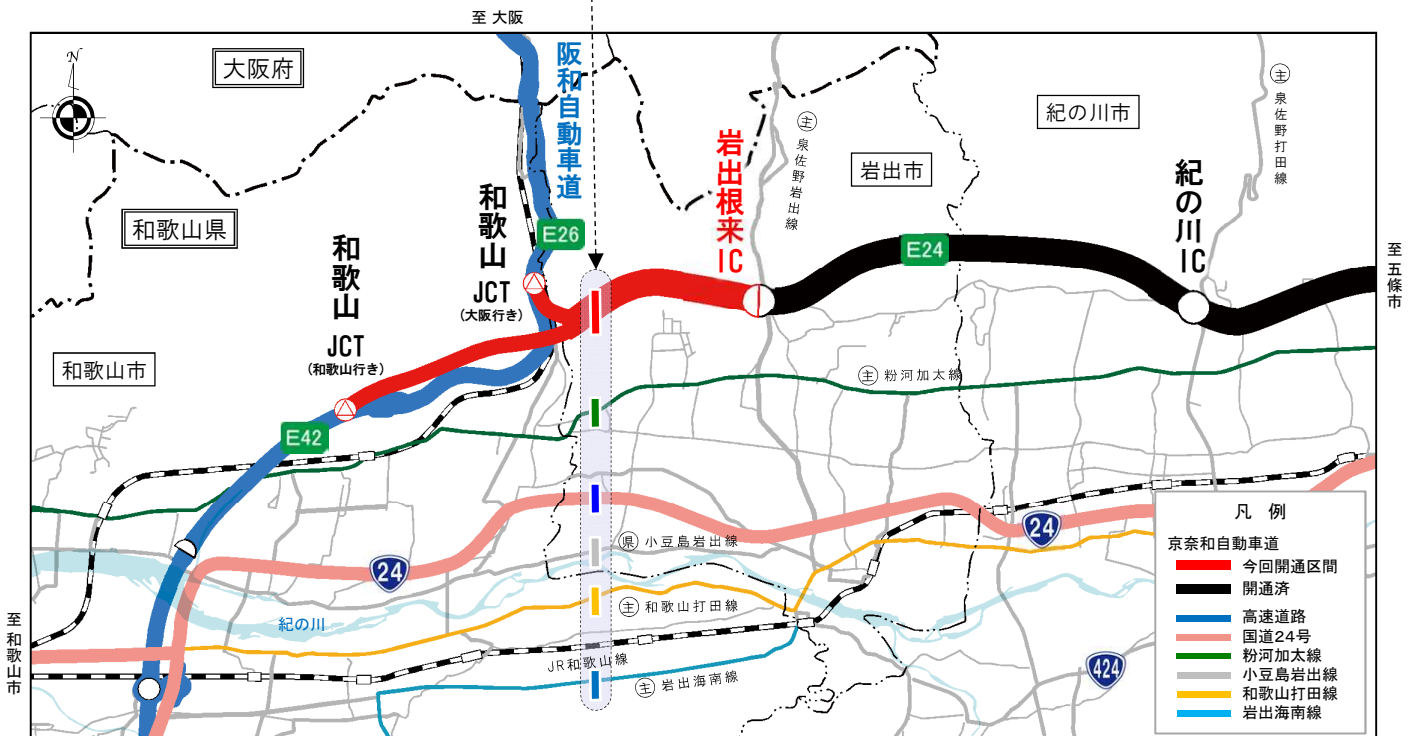 至 大阪
N
大阪府
阪和自動車道
主 泉佐野岩出線
主 泉佐野打田線
紀の川市
岩出根来IC
岩出市
紀の川IC
和歌山県
和歌山
JCT
(大阪行き)
E26
E24
至 五條市
和歌山
JCT
(和歌山行き)
和歌山市
主 粉河加太線
E42
凡 例
京奈和自動車道
今回開通区間
開通済
高速道路
国道24号
粉河加太線
小豆島岩出線
和歌山打田線
岩出海南線
24
県 小豆島岩出線
24
主 和歌山打田線
紀の川
至 和歌山市
JR和歌山線
主 岩出海南線
424